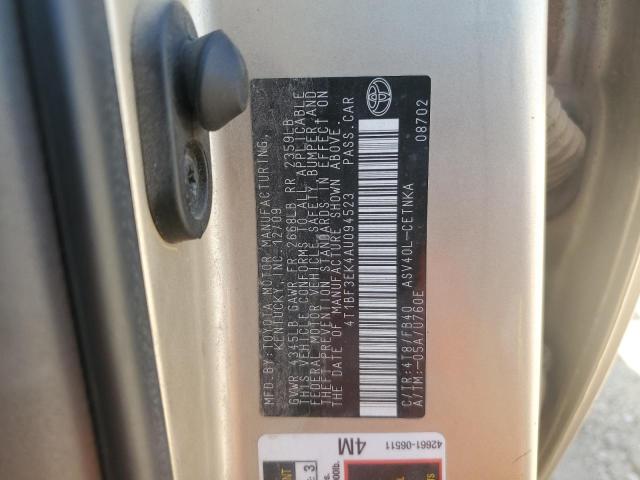 MFD.BY:TOYOTA MOTOR MANUFACTURING,
KENTUCKY, INC. 12/09
GVWR 4345LB GAWR FR 2668LB RR 2359LB
THIS VEHICLE CONFORMS TO ALL APPLICABLE
FEDERAL MOTOR VEHICLE SAFETY, BUMPER, AND
THEFT PREVENTION STANDARDS IN EFFECT ON
THE DATE OF MANUFACTURE SHOWN ABOVE.
4T1BF3EK4AU094523 PASS.CAR
C/TR:4T8/FB40 ASV40L-CETNKA
A/TM:-05A/U760E
08702
42661-06511
4M
3